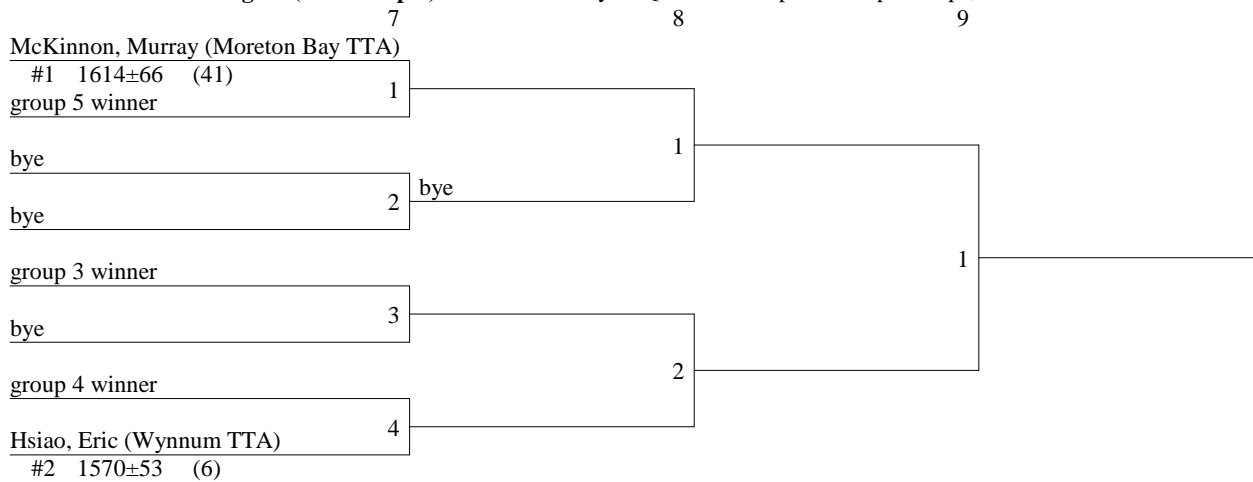 7 8 9
McKinnon, Murray (Moreton Bay TTA)
#1 1614±66 (41)
1
group 5 winner
1
bye
2 bye
bye
group 3 winner
1
3
bye
2
group 4 winner
4
Hsiao, Eric (Wynnum TTA)
#2 1570±53 (6)